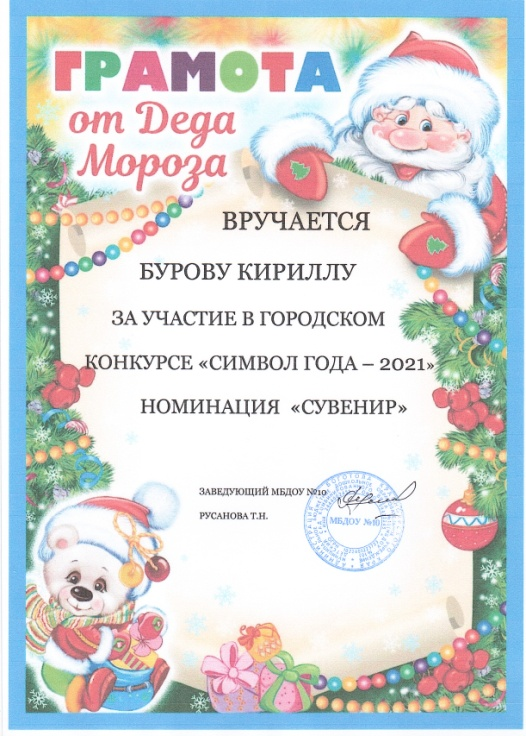 ГРАМОТА
от Деда
Мороза
ВРУЧАЕТСЯ
БУРОВУ КИРИЛЛУ
ЗА УЧАСТИЕ В ГОРОДСКОМ
КОНКУРСЕ «СИМВОЛ ГОДА – 2021»
НОМИНАЦИЯ «СУВЕНИР»
ЗАВЕДУЮЩИЙ МБДОУ №10
РУСАНОВА Т.Н.
МБДОУ №10